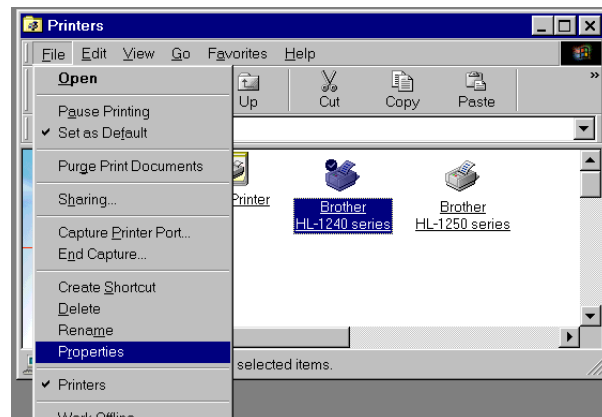 Printers
File Edit View Go Favorites Help
Open
Pause Printing
Set as Default
Purge Print Documents
Sharing...
Capture Printer Port...
End Capture...
Create Shortcut
Delete
Rename
Properties
Printers
Work Offline
Up Cut Copy Paste
»
Printer
Brother
HL-1240 series
Brother
HL-1250 series
selected items.